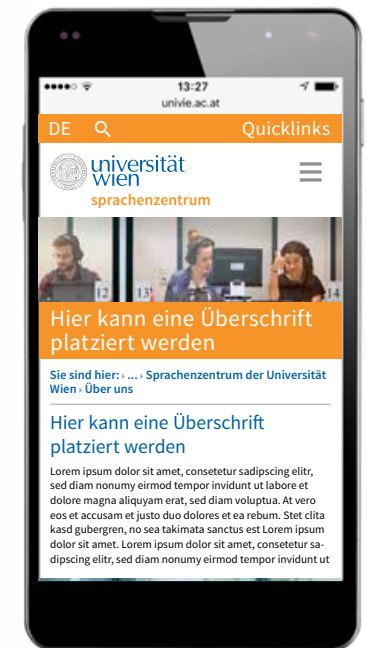 13:27
univie.ac.at
DE Quicklinks
universität
wien
sprachenzentrum
12 13 14
Hier kann eine Überschrift
platziert werden
Sie sind hier: › ... › Sprachenzentrum der Universität
Wien › Über uns
Hier kann eine Überschrift
platziert werden
Lorem ipsum dolor sit amet, consetetur sadipscing elitr,
sed diam nonumy eirmod tempor invidunt ut labore et
dolore magna aliquyam erat, sed diam voluptua. At vero
eos et accusam et justo duo dolores et ea rebum. Stet clita
kasd gubergren, no sea takimata sanctus est Lorem ipsum
dolor sit amet. Lorem ipsum dolor sit amet, consetetur sa-
dipscing elitr, sed diam nonumy eirmod tempor invidunt ut